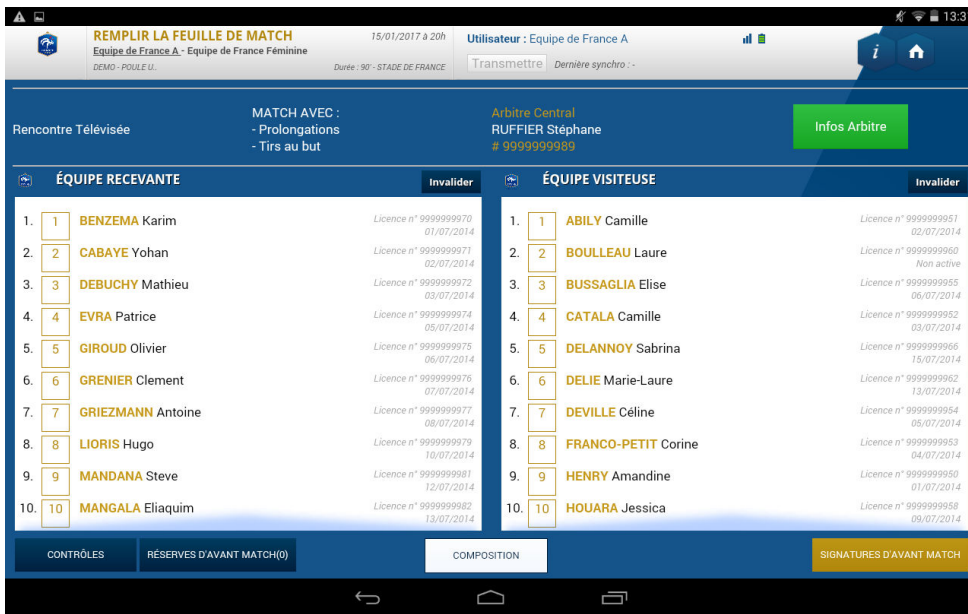 13:3
REMPLIR LA FEUILLE DE MATCH 15/01/2017 à 20h
Equipe de France A - Equipe de France Féminine
DEMO - POULE U.. Durée : 90' - STADE DE FRANCE
Utilisateur : Equipe de France A
Transmettre Dernière synchro : -
i
Rencontre Télévisée
MATCH AVEC :
- Prolongations
- Tirs au but
Arbitre Central
RUFFIER Stéphane
# 9999999989
Infos Arbitre
ÉQUIPE RECEVANTE Invalider
1. 1 BENZEMA Karim Licence n° 9999999970
01/07/2014
2. 2 CABAYE Yohan Licence n° 9999999971
02/07/2014
3. 3 DEBUCHY Mathieu Licence n° 9999999972
03/07/2014
4. 4 EVRA Patrice Licence n° 9999999974
05/07/2014
5. 5 GIROUD Olivier Licence n° 9999999975
06/07/2014
6. 6 GRENIER Clement Licence n° 9999999976
07/07/2014
7. 7 GRIEZMANN Antoine Licence n° 9999999977
08/07/2014
8. 8 LIORIS Hugo Licence n° 9999999979
10/07/2014
9. 9 MANDANA Steve Licence n° 9999999981
12/07/2014
10. 10 MANGALA Eliaquim Licence n° 9999999982
13/07/2014
ÉQUIPE VISITEUSE Invalider
1. 1 ABILY Camille Licence n° 9999999951
02/07/2014
2. 2 BOULLEAU Laure Licence n° 9999999960
Non active
3. 3 BUSSAGLIA Elise Licence n° 9999999955
06/07/2014
4. 4 CATALA Camille Licence n° 9999999952
03/07/2014
5. 5 DELANNOY Sabrina Licence n° 9999999966
15/07/2014
6. 6 DELIE Marie-Laure Licence n° 9999999962
13/07/2014
7. 7 DEVILLE Céline Licence n° 9999999954
05/07/2014
8. 8 FRANCO-PETIT Corine Licence n° 9999999953
04/07/2014
9. 9 HENRY Amandine Licence n° 9999999950
01/07/2014
10. 10 HOUARA Jessica Licence n° 9999999958
09/07/2014
CONTRÔLES RÉSERVES D'AVANT MATCH(0) COMPOSITION SIGNATURES D'AVANT MATCH